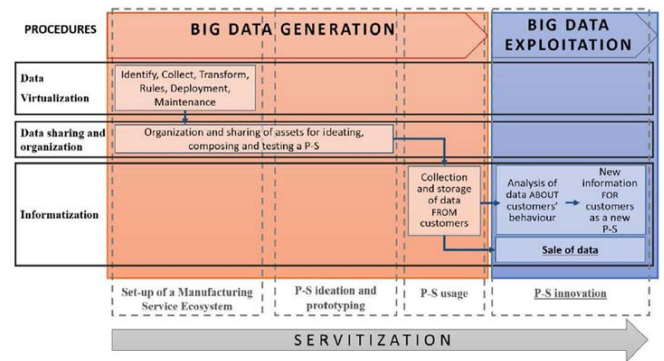 PROCEDURES
BIG DATA GENERATION
BIG DATA
EXPLOITATION
Data
Virtualization
Identify, Collect, Transform,
Rules, Deployment,
Maintenance
Data sharing and
organization
Organization and sharing of assets for ideating,
composing and testing a P-S
Informatization
Collection
and storage
of data
FROM
customers
Analysis of
data ABOUT
customers'
behaviour
New
information
FOR
customers
as a new
P-S
Sale of data
Set-up of a Manufacturing
Service Ecosystem
P-S ideation and
prototyping
P-S usage
P-S innovation
SERVITIZATION